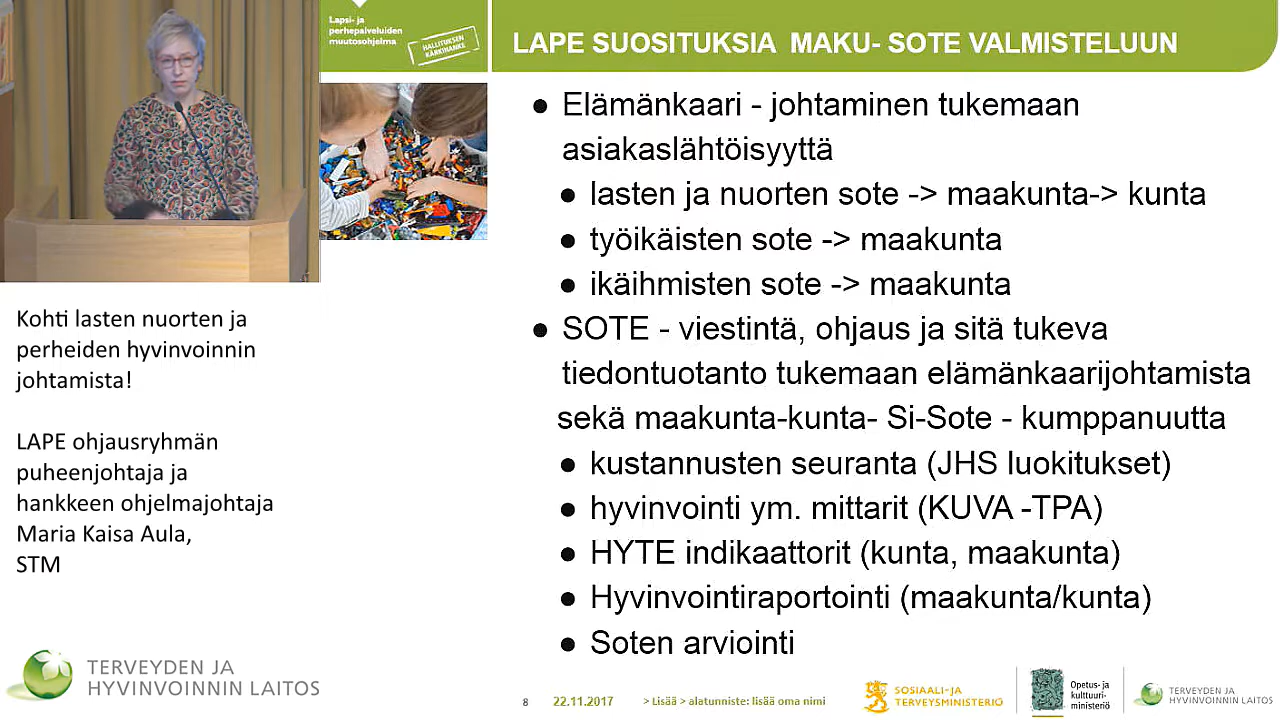 Lapsi- ja
perhepalveluiden
muutosohjelma
HALLITUKSEN
KÄRKIHANKE
LAPE SUOSITUKSIA MAKU- SOTE VALMISTELUUN
● Elämänkaari - johtaminen tukemaan
asiakaslähtöisyyttä
● lasten ja nuorten sote -> maakunta-> kunta
● työikäisten sote -> maakunta
● ikäihmisten sote -> maakunta
● SOTE - viestintä, ohjaus ja sitä tukeva
tiedontuotanto tukemaan elämänkaarijohtamista
sekä maakunta-kunta- Si-Sote - kumppanuutta
● kustannusten seuranta (JHS luokitukset)
● hyvinvointi ym. mittarit (KUVA -TPA)
● HYTE indikaattorit (kunta, maakunta)
● Hyvinvointiraportointi (maakunta/kunta)
● Soten arviointi
Kohti lasten nuorten ja
perheiden hyvinvoinnin
johtamista!
LAPE ohjausryhmän
puheenjohtaja ja
hankkeen ohjelmajohtaja
Maria Kaisa Aula,
STM
TERVEYDEN JA
HYVINVOINNIN LAITOS
8 22.11.2017 > Lisää > alatunniste: lisää oma nimi
SOSIAALI- JA
TERVEYSMINISTERIÖ
Opetus- ja
kulttuuri-
ministeriö
TERVEYDEN JA
HYVINVOINNIN LAITOS